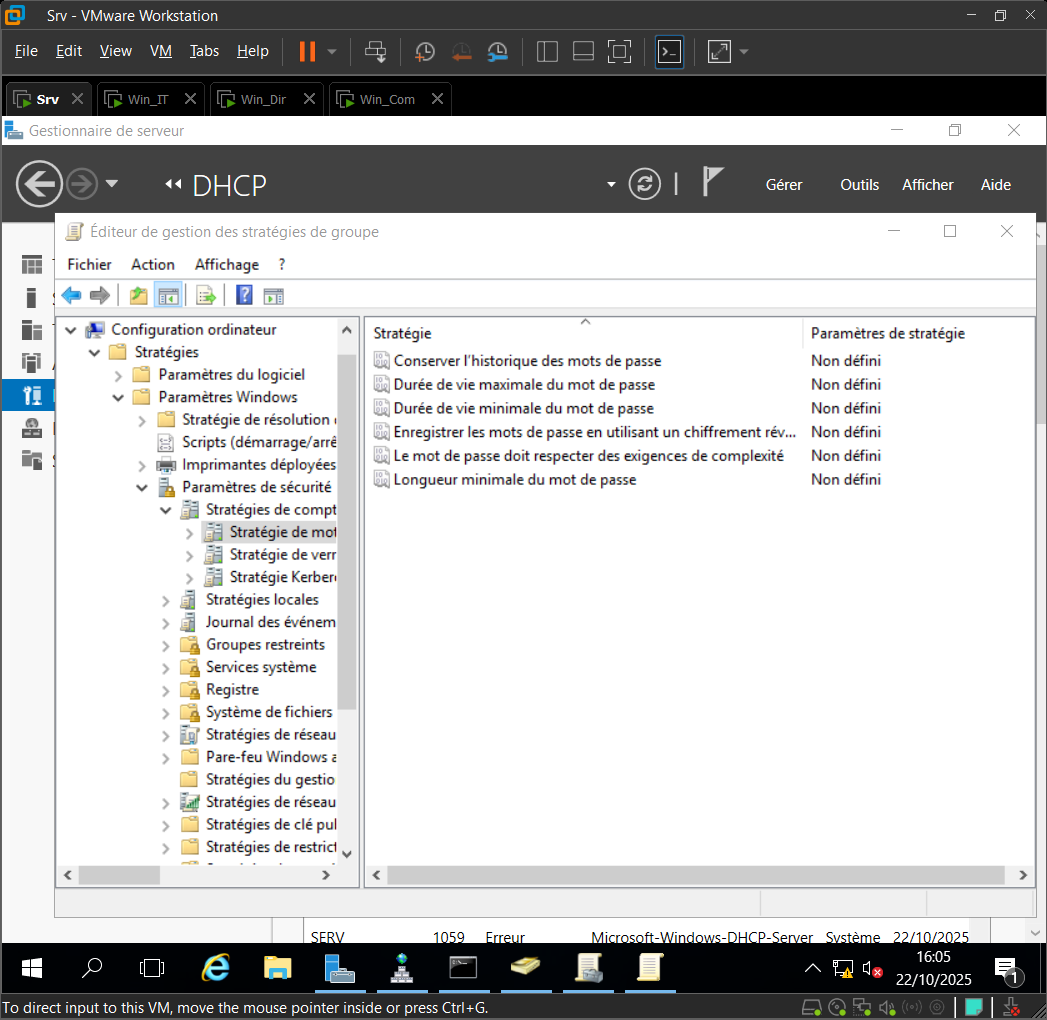 Srv - VMware Workstation
File Edit View VM Tabs Help
Srv Win_IT Win_Dir Win_Com
Gestionnaire de serveur
DHCP
Gérer Outils Afficher Aide
Éditeur de gestion des stratégies de groupe
Fichier Action Affichage ?
Configuration ordinateur
Stratégies
Paramètres du logiciel
Paramètres Windows
Stratégie de résolution
Scripts (démarrage/arrê
Imprimantes déployées
Paramètres de sécurité
Stratégies de compt
Stratégie de mot
Stratégie de verr
Stratégie Kerber
Stratégies locales
Journal des événem
Groupes restreints
Services système
Registre
Système de fichiers
Stratégies de réseau
Pare-feu Windows a
Stratégies du gestio
Stratégies de réseau
Stratégies de clé pul
Stratégies de restrict
Stratégie Paramètres de stratégie
Conserver l'historique des mots de passe Non défini
Durée de vie maximale du mot de passe Non défini
Durée de vie minimale du mot de passe Non défini
Enregistrer les mots de passe en utilisant un chiffrement rév... Non défini
Le mot de passe doit respecter des exigences de complexité Non défini
Longueur minimale du mot de passe Non défini
SERV 1059 Erreur Microsoft-Windows-DHCP-Server Système 22/10/2025
16:05
22/10/2025
1
To direct input to this VM, move the mouse pointer inside or press Ctrl+G.